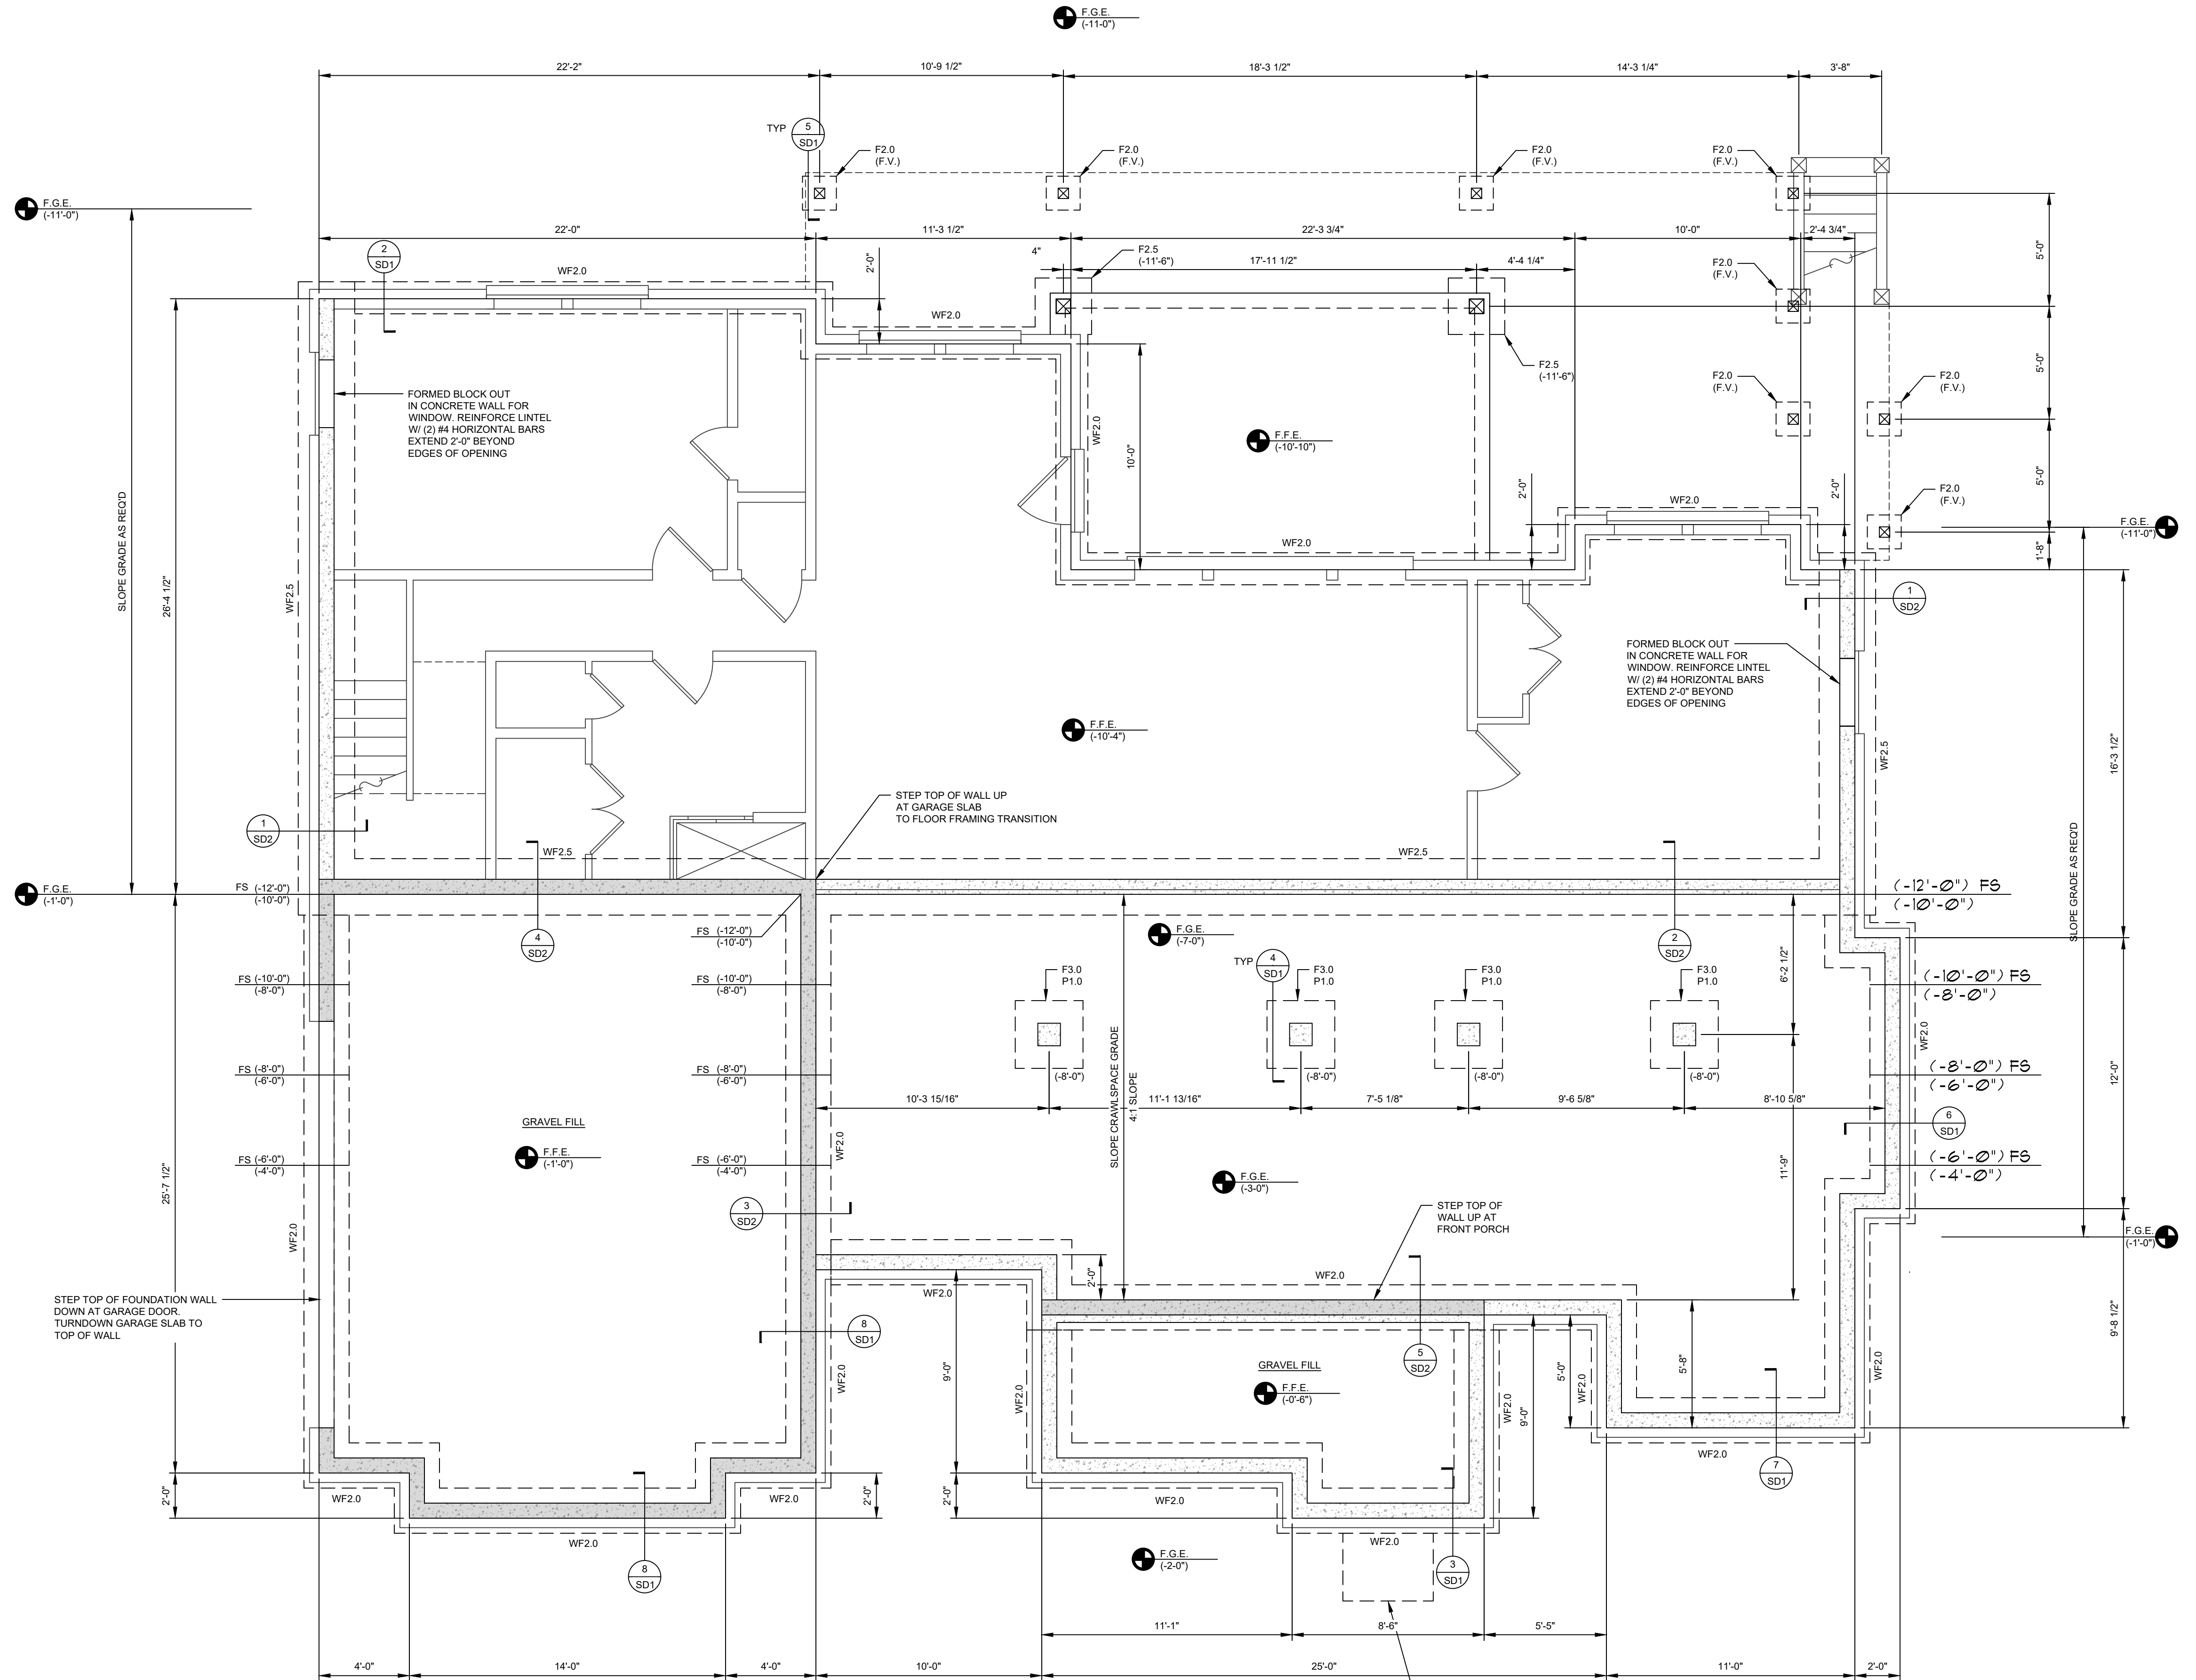 F.G.E.
(-11-0")
22'-2"
10'-9 1/2"
18'-3 1/2"
14'-3 1/4"
3'-8"
TYP
5
SD1
F2.0
(F.V.)
F2.0
(F.V.)
F2.0
(F.V.)
F2.0
(F.V.)
F.G.E.
(-11'-0")
22'-0"
11'-3 1/2"
22'-3 3/4"
10'-0"
2'-4 3/4"
2
SD1
WF2.0
2'-0"
4"
F2.5
(-11'-6")
17'-11 1/2"
4'-4 1/4"
F2.0
(F.V.)
5'-0"
WF2.0
F2.5
(-11'-6")
F2.0
(F.V.)
F2.0
(F.V.)
5'-0"
FORMED BLOCK OUT
IN CONCRETE WALL FOR
WINDOW. REINFORCE LINTEL
W/ (2) #4 HORIZONTAL BARS
EXTEND 2'-0" BEYOND
EDGES OF OPENING
WF2.0
10'-0"
F.F.E.
(-10'-10")
5'-0"
F2.0
(F.V.)
2'-0"
WF2.0
2'-0"
1'-8"
F.G.E.
(-11'-0")
SLOPE GRADE AS REQ'D
26'-4 1/2"
WF2.5
WF2.0
1
SD2
FORMED BLOCK OUT
IN CONCRETE WALL FOR
WINDOW. REINFORCE LINTEL
W/ (2) #4 HORIZONTAL BARS
EXTEND 2'-0" BEYOND
EDGES OF OPENING
F.F.E.
(-10'-4")
WF2.5
16'-3 1/2"
STEP TOP OF WALL UP
AT GARAGE SLAB
TO FLOOR FRAMING TRANSITION
1
SD2
WF2.5
WF2.5
SLOPE GRADE AS REQ'D
F.G.E.
(-1'-0")
FS (-12'-0")
(-10'-0")
(-12'-0") FS
(-10'-0")
4
SD2
FS (-12'-0")
(-10'-0")
F.G.E.
(-7-0")
2
SD2
6'-2 1/2"
TYP
4
SD1
F3.0
P1.0
F3.0
P1.0
F3.0
P1.0
F3.0
P1.0
FS (-10'-0")
(-8'-0")
FS (-10'-0")
(-8'-0")
(-10'-0") FS
(-8'-0")
WF2.0
12'-0"
FS (-8'-0")
(-6'-0")
FS (-8'-0")
(-6'-0")
(-8'-0")
(-8'-0")
(-8'-0")
(-8'-0")
(-8'-0") FS
(-6'-0")
SLOPE CRAWLSPACE GRADE
4:1 SLOPE
10'-3 15/16"
11'-1 13/16"
7'-5 1/8"
9'-6 5/8"
8'-10 5/8"
6
SD1
GRAVEL FILL
F.F.E.
(-1'-0")
FS (-6'-0")
(-4'-0")
FS (-6'-0")
(-4'-0")
WF2.0
(-6'-0") FS
(-4'-0")
25'-7 1/2"
11'-9"
F.G.E.
(-3-0")
3
SD2
STEP TOP OF
WALL UP AT
FRONT PORCH
WF2.0
F.G.E.
(-1'-0")
2'-0"
WF2.0
WF2.0
STEP TOP OF FOUNDATION WALL
DOWN AT GARAGE DOOR.
TURNDOWN GARAGE SLAB TO
TOP OF WALL
8
SD1
5
SD2
9'-8 1/2"
9'-0"
WF2.0
WF2.0
GRAVEL FILL
F.F.E.
(-0'-6")
WF2.0
9'-0"
5'-0"
WF2.0
5'-8"
WF2.0
WF2.0
7
SD1
2'-0"
WF2.0
WF2.0
2'-0"
2'-0"
WF2.0
WF2.0
WF2.0
F.G.E.
(-2-0")
8
SD1
3
SD1
11'-1"
8'-6"
5'-5"
4'-0"
14'-0"
4'-0"
10'-0"
25'-0"
11'-0"
2'-0"